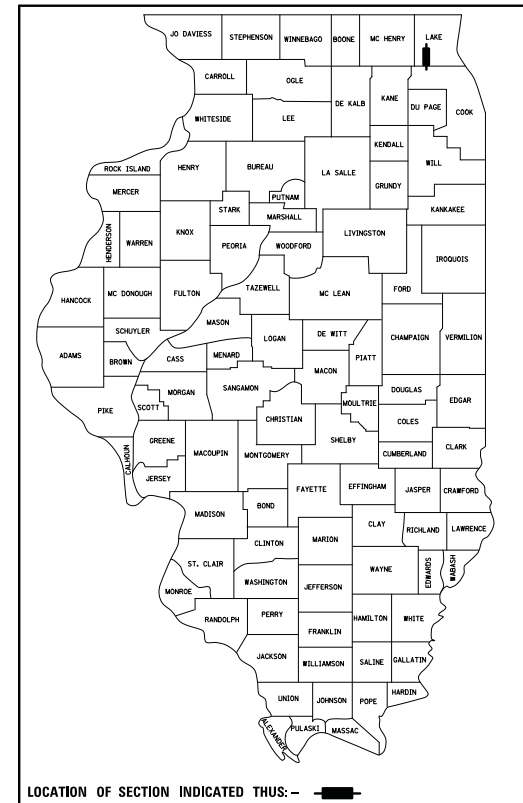 JO DAVIESS
STEPHENSON
WINNEBAGO
BOONE
MC HENRY
LAKE
CARROLL
OGLE
DE KALB
KANE
DU PAGE
COOK
WHITESIDE
LEE
KENDALL
WILL
ROCK ISLAND
HENRY
BUREAU
LA SALLE
GRUNDY
MERCER
PUTNAM
KANKAKEE
HENDERSON
WARREN
KNOX
STARK
MARSHALL
LIVINGSTON
PEORIA
WOODFORD
IROQUOIS
HANCOCK
MC DONOUGH
FULTON
TAZEWELL
MC LEAN
FORD
MASON
SCHUYLER
LOGAN
DE WITT
CHAMPAIGN
VERMILION
ADAMS
BROWN
CASS
MENARD
PIATT
MACON
MORGAN
SANGAMON
DOUGLAS
EDGAR
PIKE
SCOTT
CHRISTIAN
MOULTRIE
COLES
GREENE
MACOUPIN
MONTGOMERY
SHELBY
CUMBERLAND
CLARK
CALHOUN
JERSEY
FAYETTE
EFFINGHAM
JASPER
CRAWFORD
MADISON
BOND
CLAY
RICHLAND
LAWRENCE
CLINTON
MARION
ST. CLAIR
WAYNE
EDWARDS
WABASH
MONROE
WASHINGTON
JEFFERSON
RANDOLPH
PERRY
HAMILTON
WHITE
FRANKLIN
JACKSON
WILLIAMSON
SALINE
GALLATIN
UNION
JOHNSON
POPE
HARDIN
ALEXANDER
PULASKI
MASSAC
LOCATION OF SECTION INDICATED THUS: -